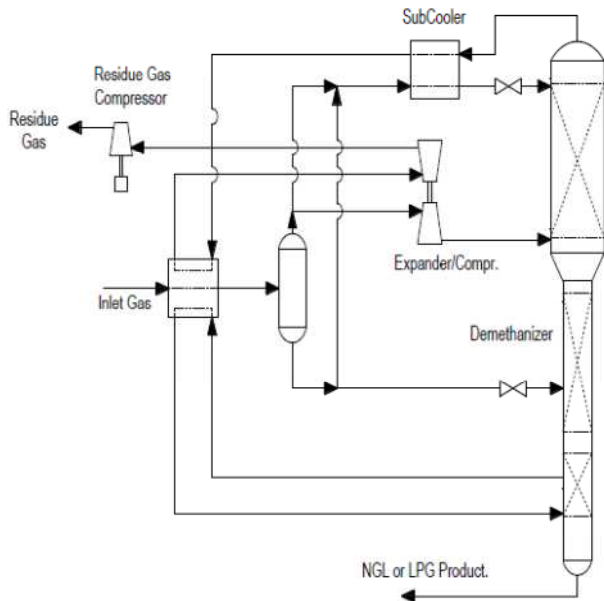 SubCooler
Residue Gas
Compressor
Residue
Gas
Expander/Compr.
Inlet Gas
Demethanizer
NGL or LPG Product.